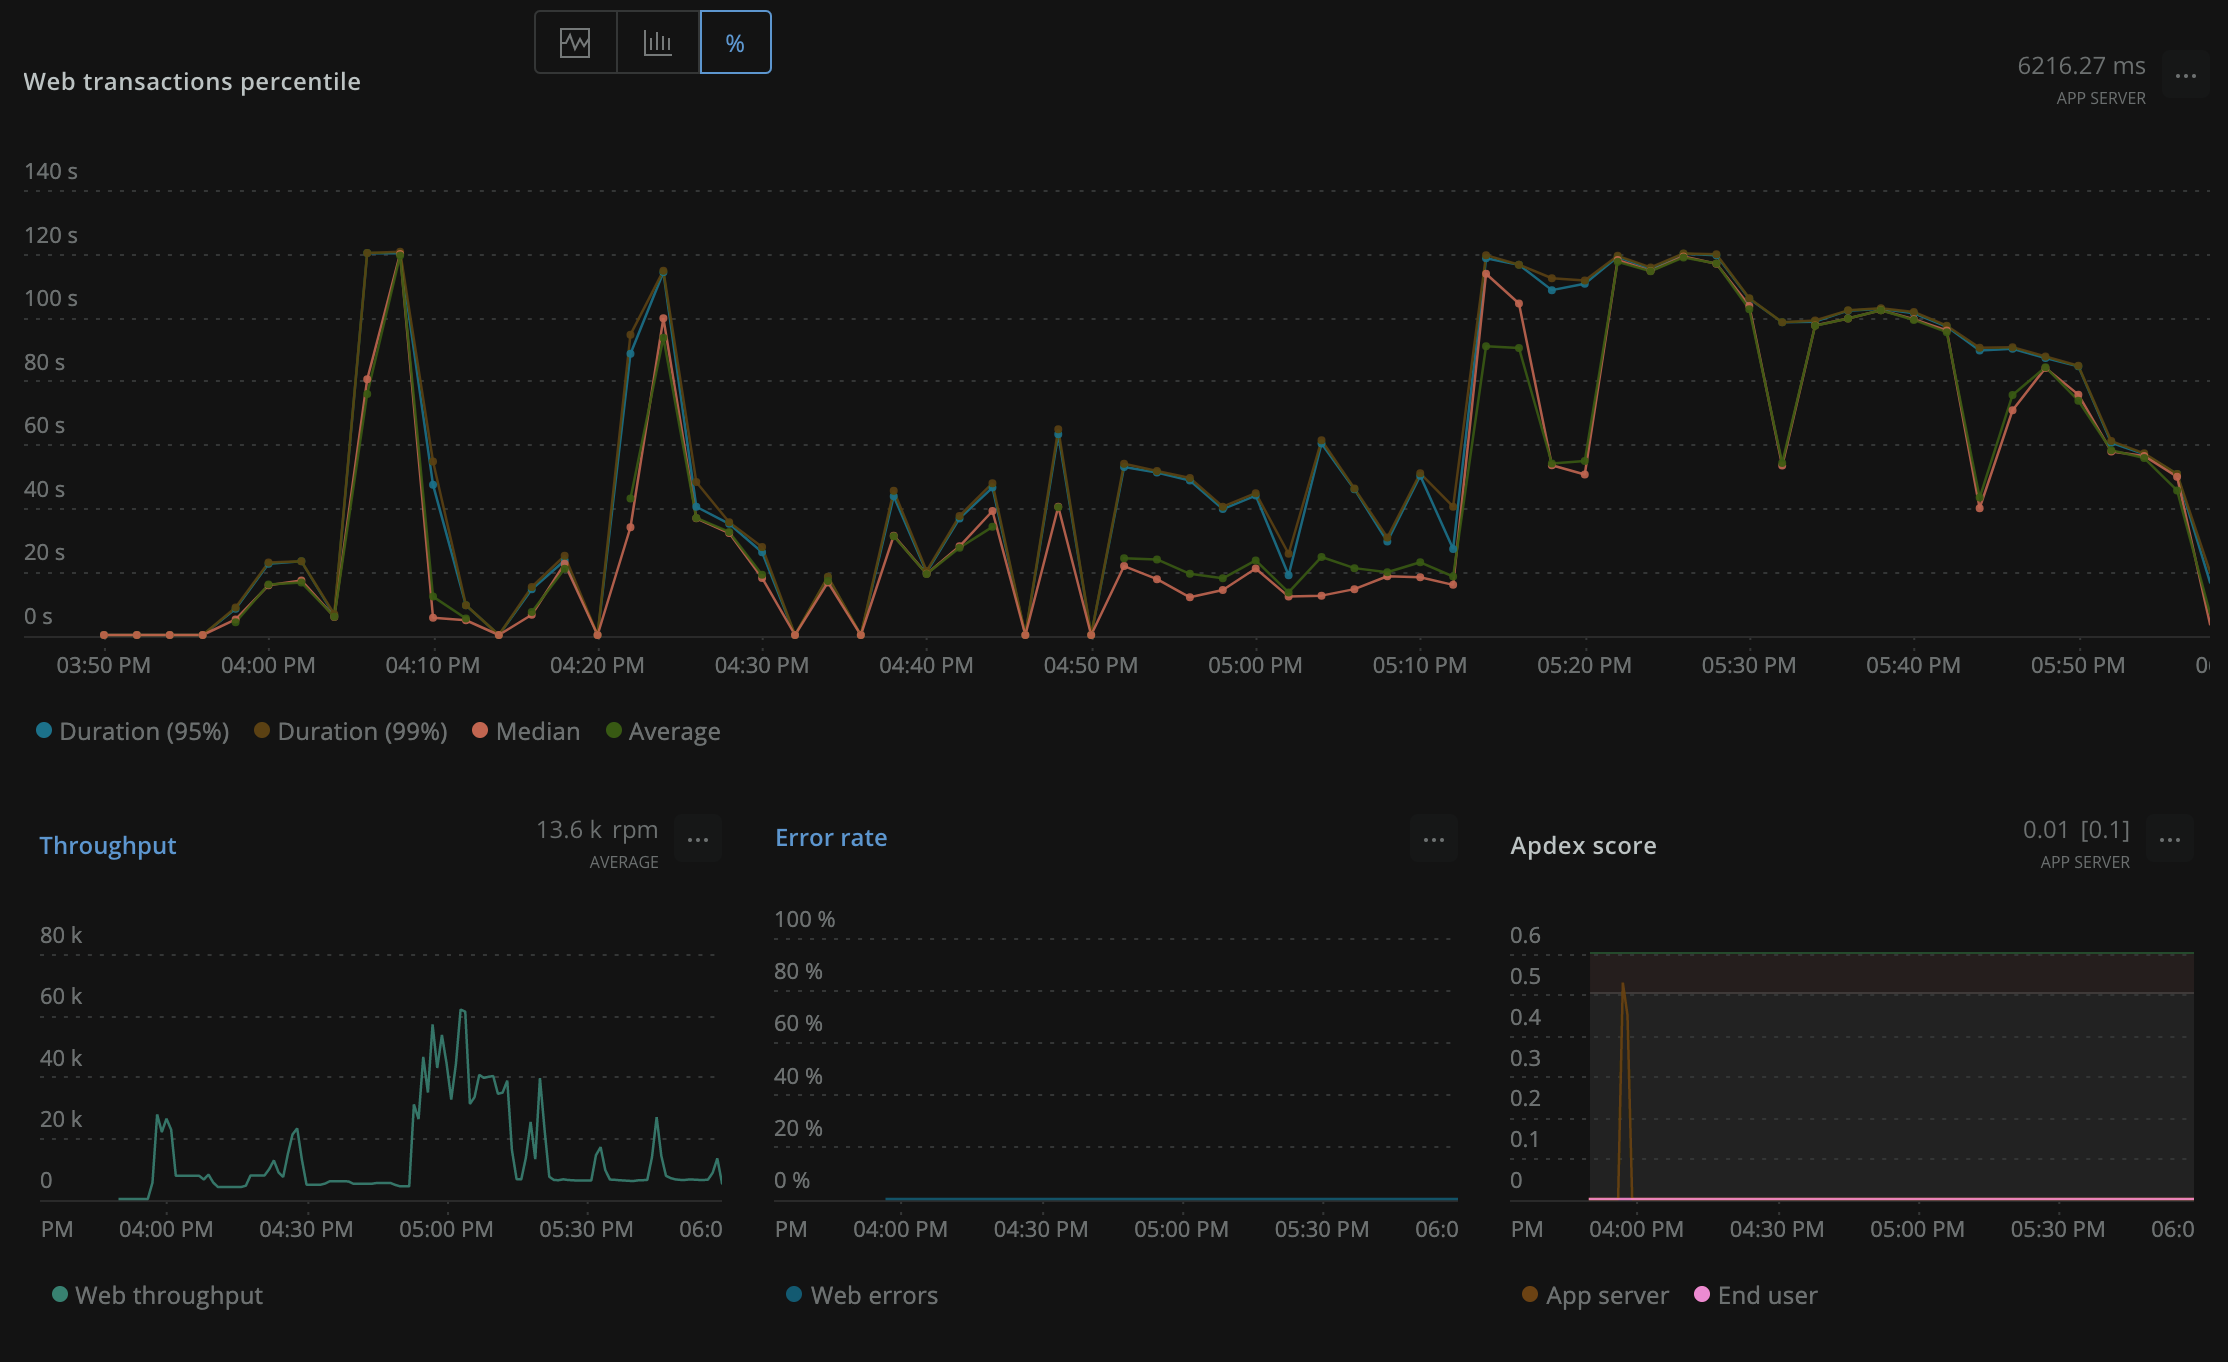 %
Web transactions percentile
6216.27 ms
APP SERVER
140 s
120 s
100 s
80 s
60 s
40 s
20 s
0 s
03:50 PM 04:00 PM 04:10 PM 04:20 PM 04:30 PM 04:40 PM 04:50 PM 05:00 PM 05:10 PM 05:20 PM 05:30 PM 05:40 PM 05:50 PM 0
Duration (95%) Duration (99%) Median Average
Throughput
13.6 k rpm
AVERAGE
80 k
60 k
40 k
20 k
0
PM 04:00 PM 04:30 PM 05:00 PM 05:30 PM 06:0
Web throughput
Error rate
100 %
80 %
60 %
40 %
20 %
0 %
PM 04:00 PM 04:30 PM 05:00 PM 05:30 PM 06:0
Web errors
Apdex score
0.01 [0.1]
APP SERVER
0.6
0.5
0.4
0.3
0.2
0.1
0
PM 04:00 PM 04:30 PM 05:00 PM 05:30 PM 06:0
App server End user